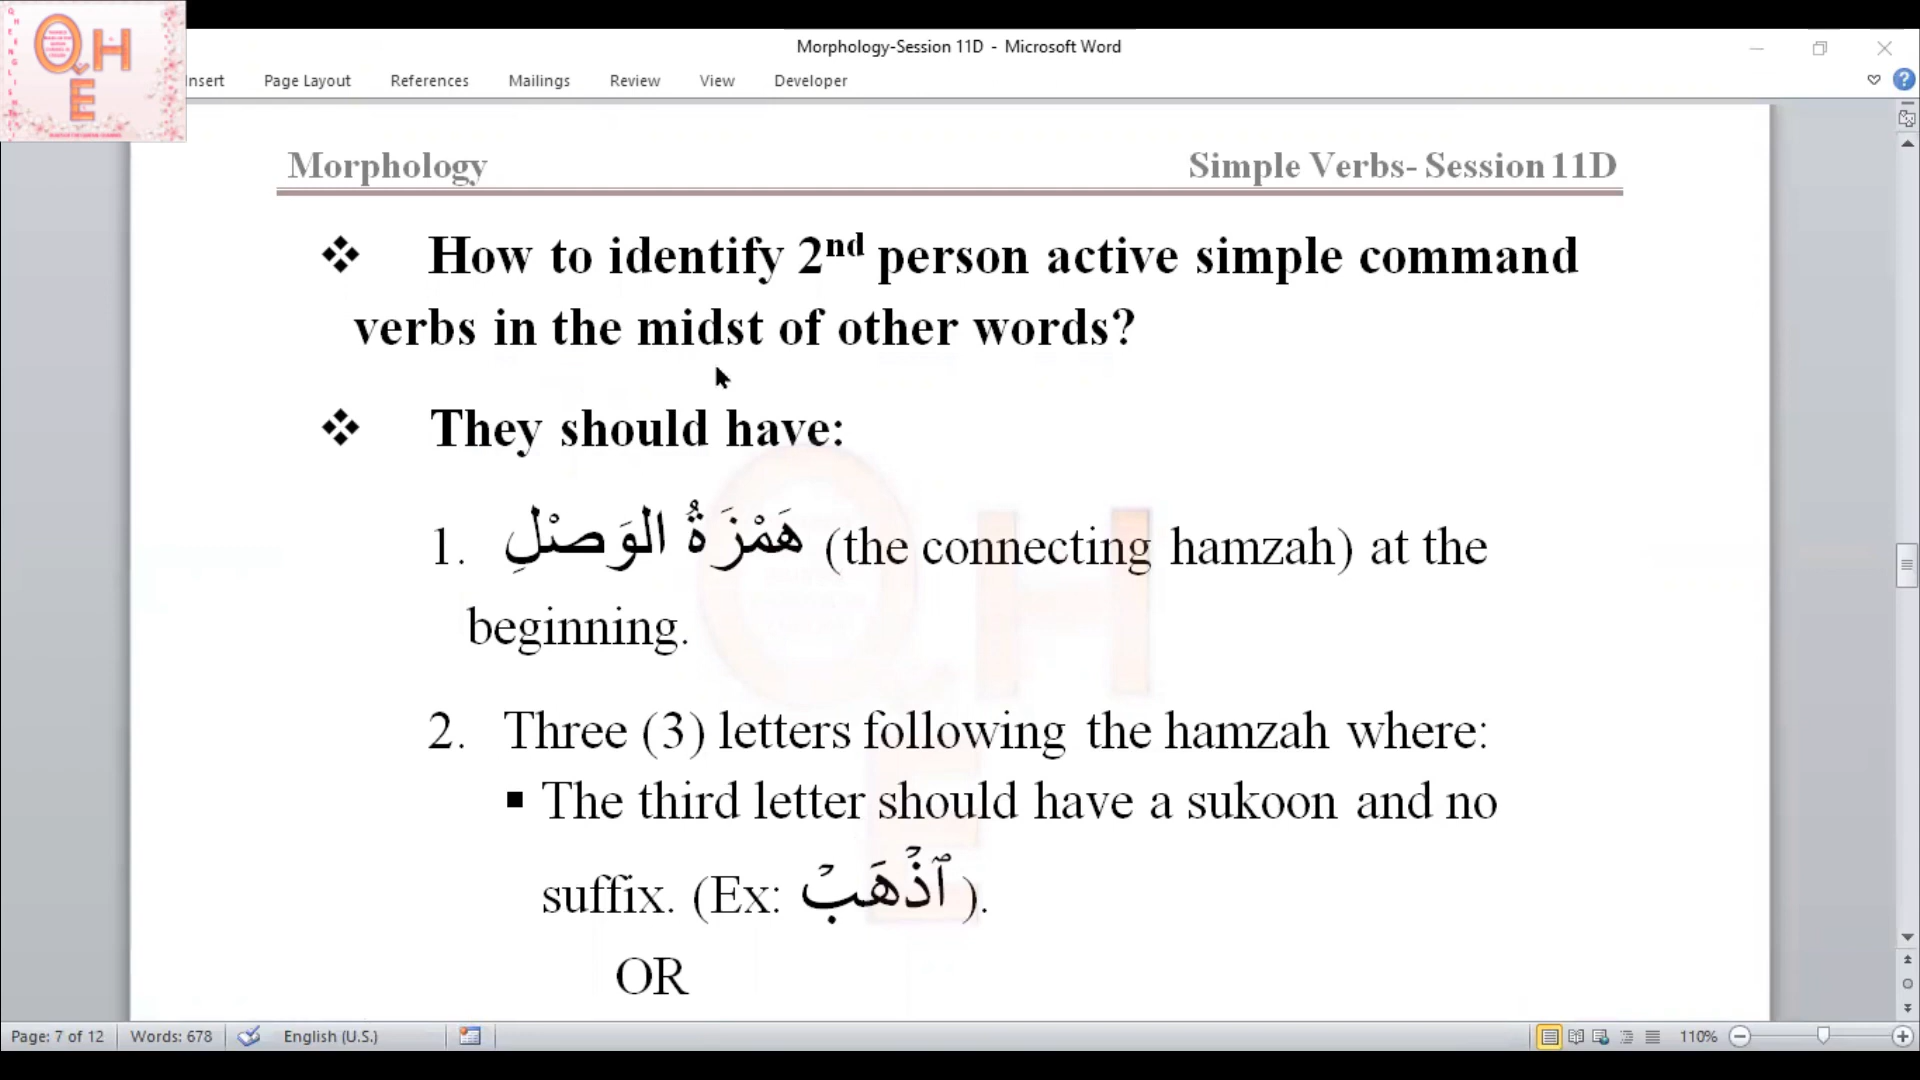 Morphology-Session 11D - Microsoft Word
Insert Page Layout References Mailings Review View Developer
QHE
Morphology Simple Verbs- Session 11D
❖ How to identify 2nd person active simple command
verbs in the midst of other words?
❖ They should have:
1. هَمْزَةُ الوَصْلِ (the connecting hamzah) at the
beginning.
2. Three (3) letters following the hamzah where:
▪ The third letter should have a sukoon and no
suffix. (Ex: ٱذْهَبْ ).
OR
Page: 7 of 12 Words: 678 English (U.S.) 110%